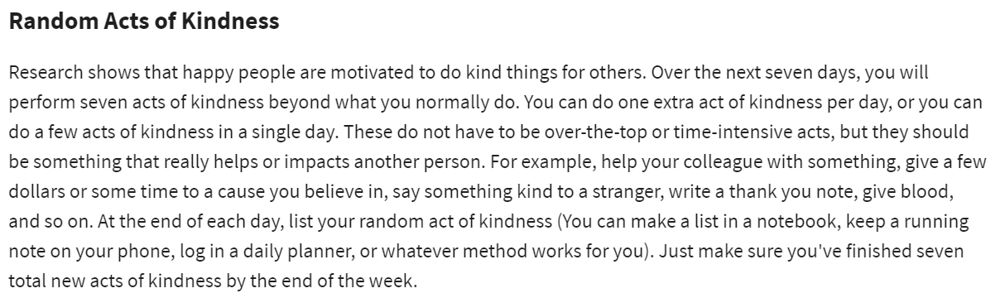 Random Acts of Kindness
Research shows that happy people are motivated to do kind things for others. Over the next seven days, you will
perform seven acts of kindness beyond what you normally do. You can do one extra act of kindness per day, or you can
do a few acts of kindness in a single day. These do not have to be over-the-top or time-intensive acts, but they should
be something that really helps or impacts another person. For example, help your colleague with something, give a few
dollars or some time to a cause you believe in, say something kind to a stranger, write a thank you note, give blood,
and so on. At the end of each day, list your random act of kindness (You can make a list in a notebook, keep a running
note on your phone, log in a daily planner, or whatever method works for you). Just make sure you've finished seven
total new acts of kindness by the end of the week.